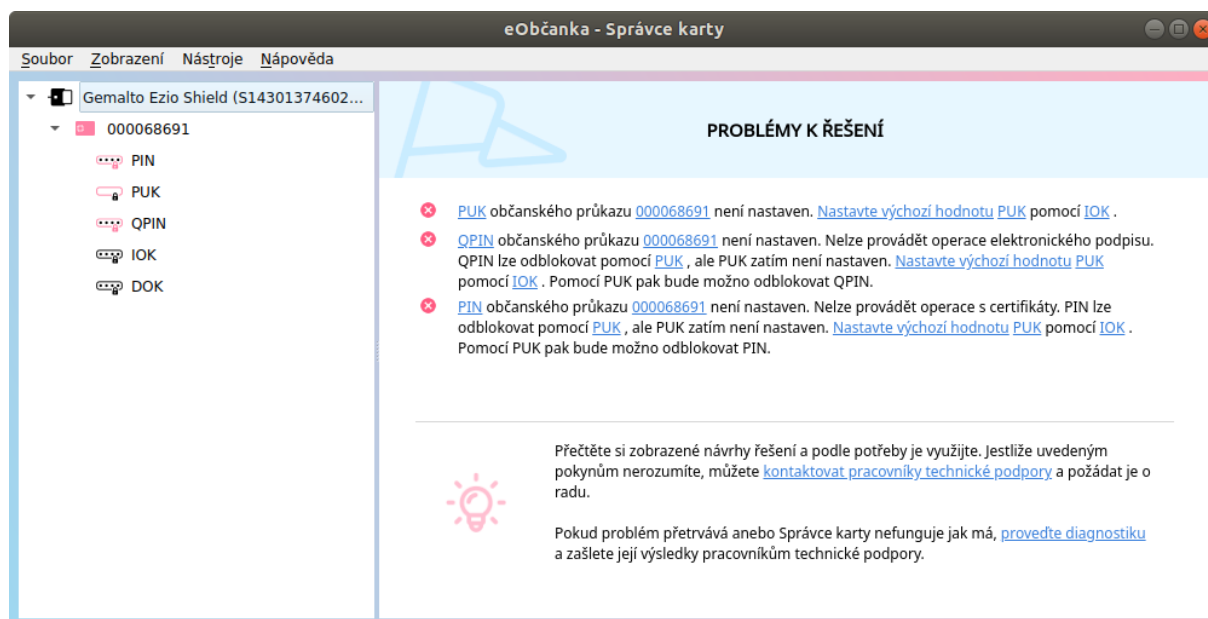 eObčanka - Správce karty
Soubor Zobrazení Nástroje Nápověda
Gemalto Ezio Shield (S14301374602...
000068691
PIN
PUK
QPIN
IOK
DOK
PROBLÉMY K ŘEŠENÍ
PUK občanského průkazu 000068691 není nastaven. Nastavte výchozí hodnotu PUK pomocí IOK .
QPIN občanského průkazu 000068691 není nastaven. Nelze provádět operace elektronického podpisu.
QPIN lze odblokovat pomocí PUK , ale PUK zatím není nastaven. Nastavte výchozí hodnotu PUK
pomocí IOK . Pomocí PUK pak bude možno odblokovat QPIN.
PIN občanského průkazu 000068691 není nastaven. Nelze provádět operace s certifikáty. PIN lze
odblokovat pomocí PUK , ale PUK zatím není nastaven. Nastavte výchozí hodnotu PUK pomocí IOK .
Pomocí PUK pak bude možno odblokovat PIN.
Přečtěte si zobrazené návrhy řešení a podle potřeby je využijte. Jestliže uvedeným
pokynům nerozumíte, můžete kontaktovat pracovníky technické podpory a požádat je o
radu.
Pokud problém přetrvává anebo Správce karty nefunguje jak má, proveďte diagnostiku
a zašlete její výsledky pracovníkům technické podpory.